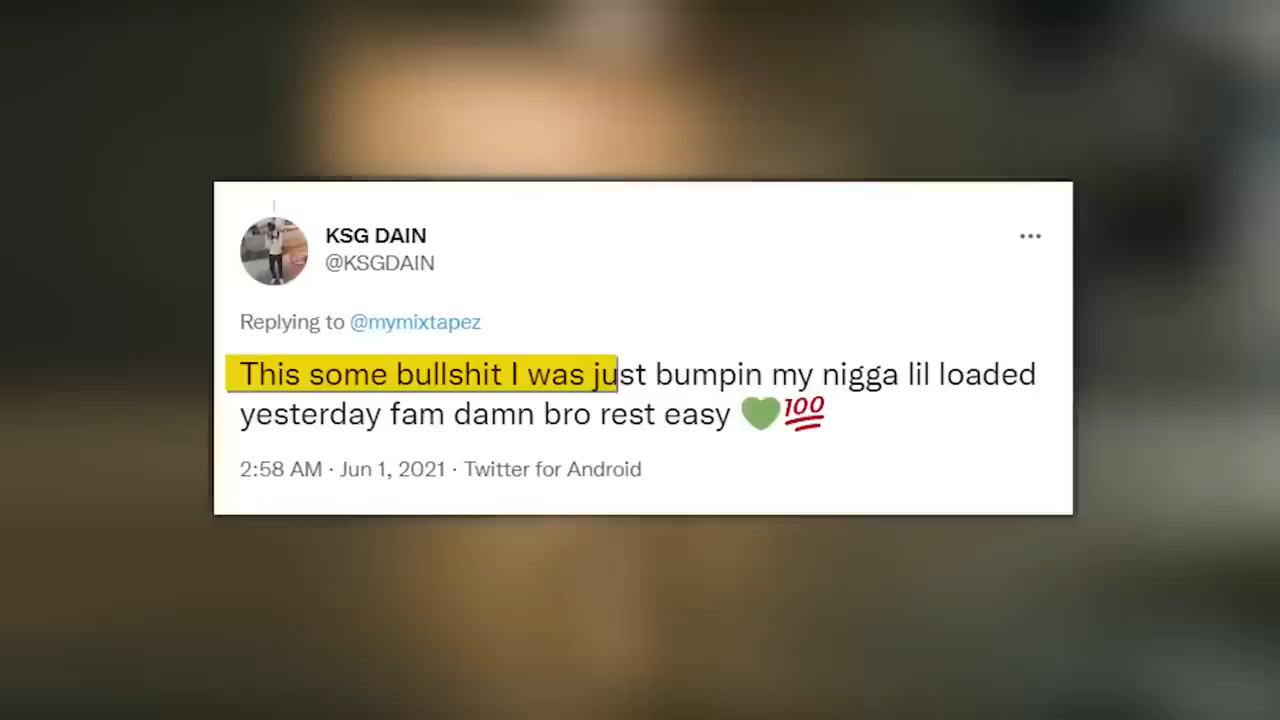 KSG DAIN
@KSGDAIN
Replying to @mymixtapez
This some bullshit I was just bumpin my nigga lil loaded
yesterday fam damn bro rest easy 💚💯
2:58 AM · Jun 1, 2021 · Twitter for Android